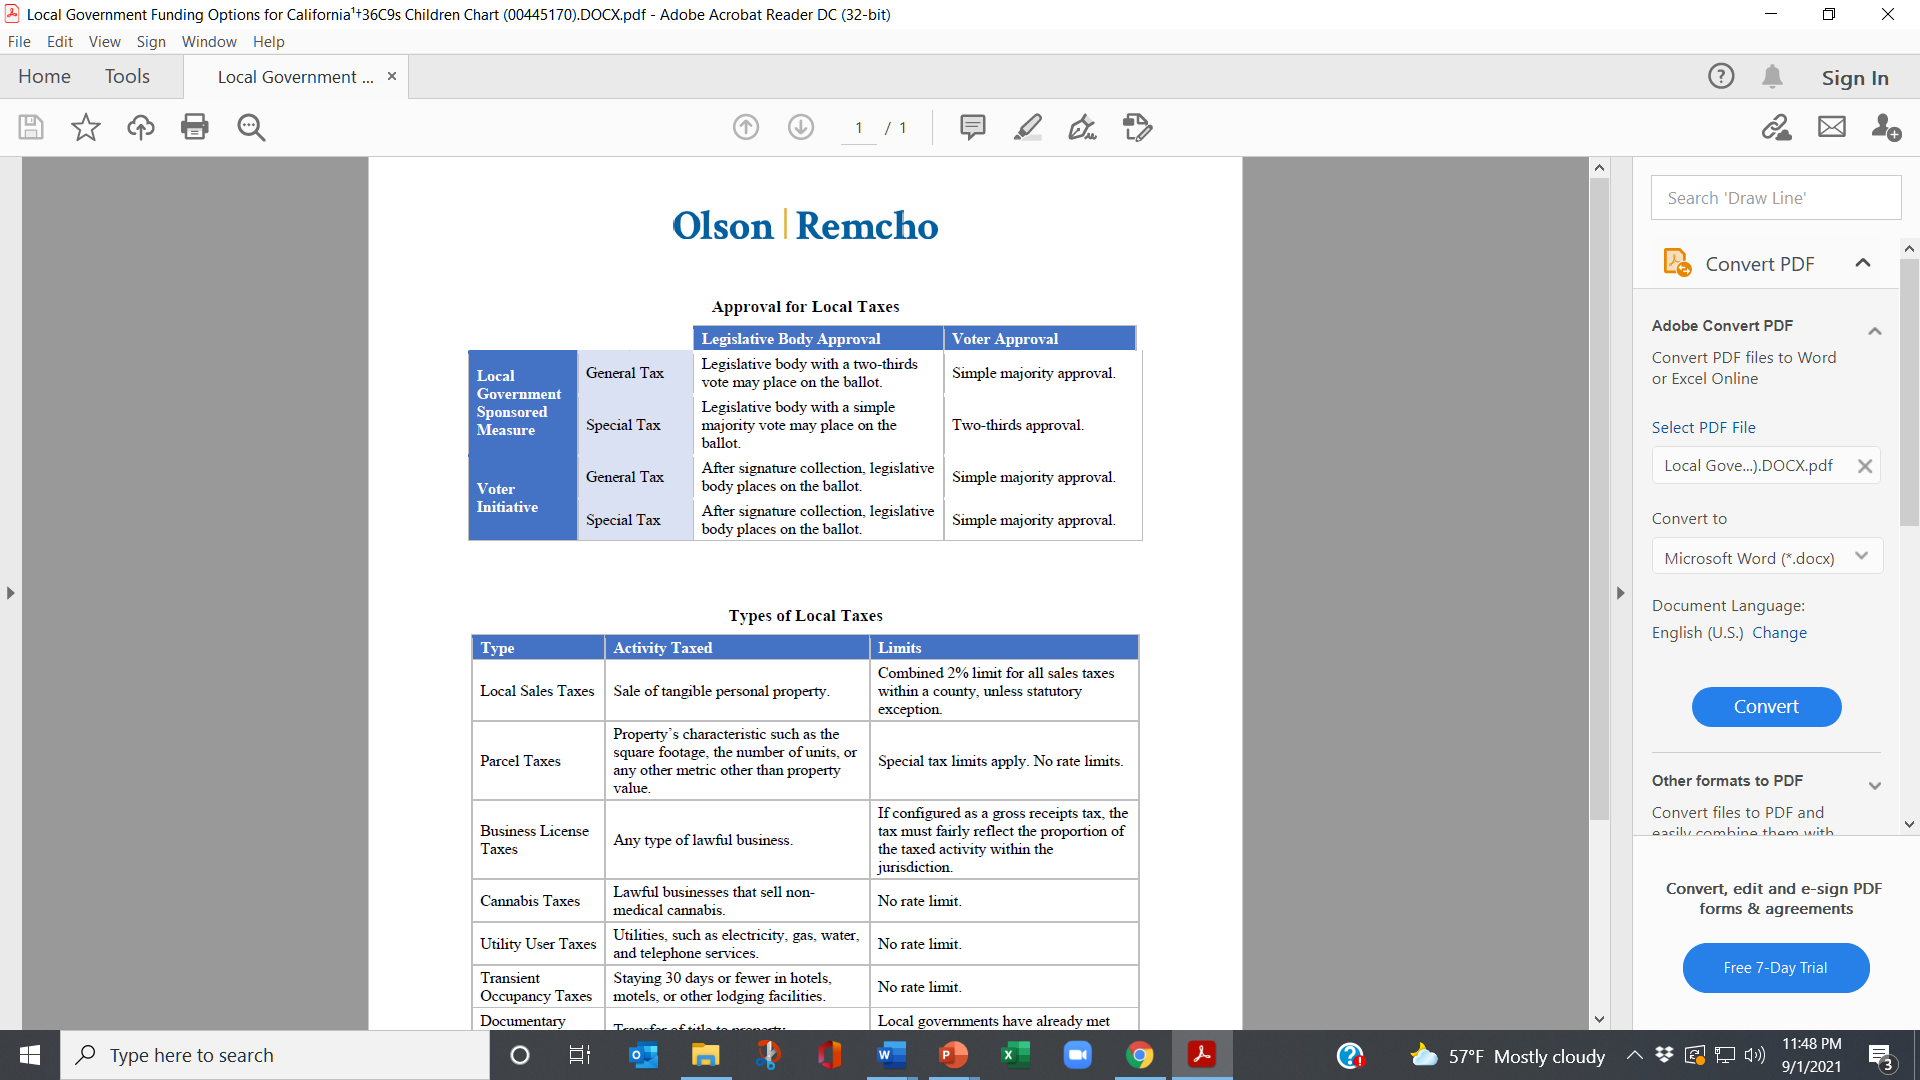 Local Government Funding Options for California¹†36C9s Children Chart (00445170).DOCX.pdf - Adobe Acrobat Reader DC (32-bit)
File Edit View Sign Window Help
Home Tools Local Government ... × Sign In
1 / 1
Search 'Draw Line'
Olson | Remcho
Convert PDF
Adobe Convert PDF
Convert PDF files to Word
or Excel Online
Select PDF File
Local Gove...).DOCX.pdf
Convert to
Microsoft Word (*.docx)
Document Language:
English (U.S.) Change
Convert
Other formats to PDF
Convert files to PDF and
easily combine them with
Convert, edit and e-sign PDF
forms & agreements
Free 7-Day Trial
Approval for Local Taxes
Legislative Body Approval Voter Approval
Local
Government
Sponsored
Measure
General Tax
Legislative body with a two-thirds
vote may place on the ballot.
Simple majority approval.
Special Tax
Legislative body with a simple
majority vote may place on the
ballot.
Two-thirds approval.
Voter
Initiative
General Tax
After signature collection, legislative
body places on the ballot.
Simple majority approval.
Special Tax
After signature collection, legislative
body places on the ballot.
Simple majority approval.
Types of Local Taxes
Type Activity Taxed Limits
Local Sales Taxes
Sale of tangible personal property.
Combined 2% limit for all sales taxes
within a county, unless statutory
exception.
Parcel Taxes
Property's characteristic such as the
square footage, the number of units, or
any other metric other than property
value.
Special tax limits apply. No rate limits.
Business License
Taxes
Any type of lawful business.
If configured as a gross receipts tax, the
tax must fairly reflect the proportion of
the taxed activity within the
jurisdiction.
Cannabis Taxes
Lawful businesses that sell non-
medical cannabis.
No rate limit.
Utility User Taxes
Utilities, such as electricity, gas, water,
and telephone services.
No rate limit.
Transient
Occupancy Taxes
Staying 30 days or fewer in hotels,
motels, or other lodging facilities.
No rate limit.
Documentary
Transfer of title to property
Local governments have already met
Type here to search
57°F Mostly cloudy
11:48 PM
9/1/2021
3